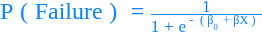 P ( Failure ) = 1 / 1 + e^- ( β₀ + βX )